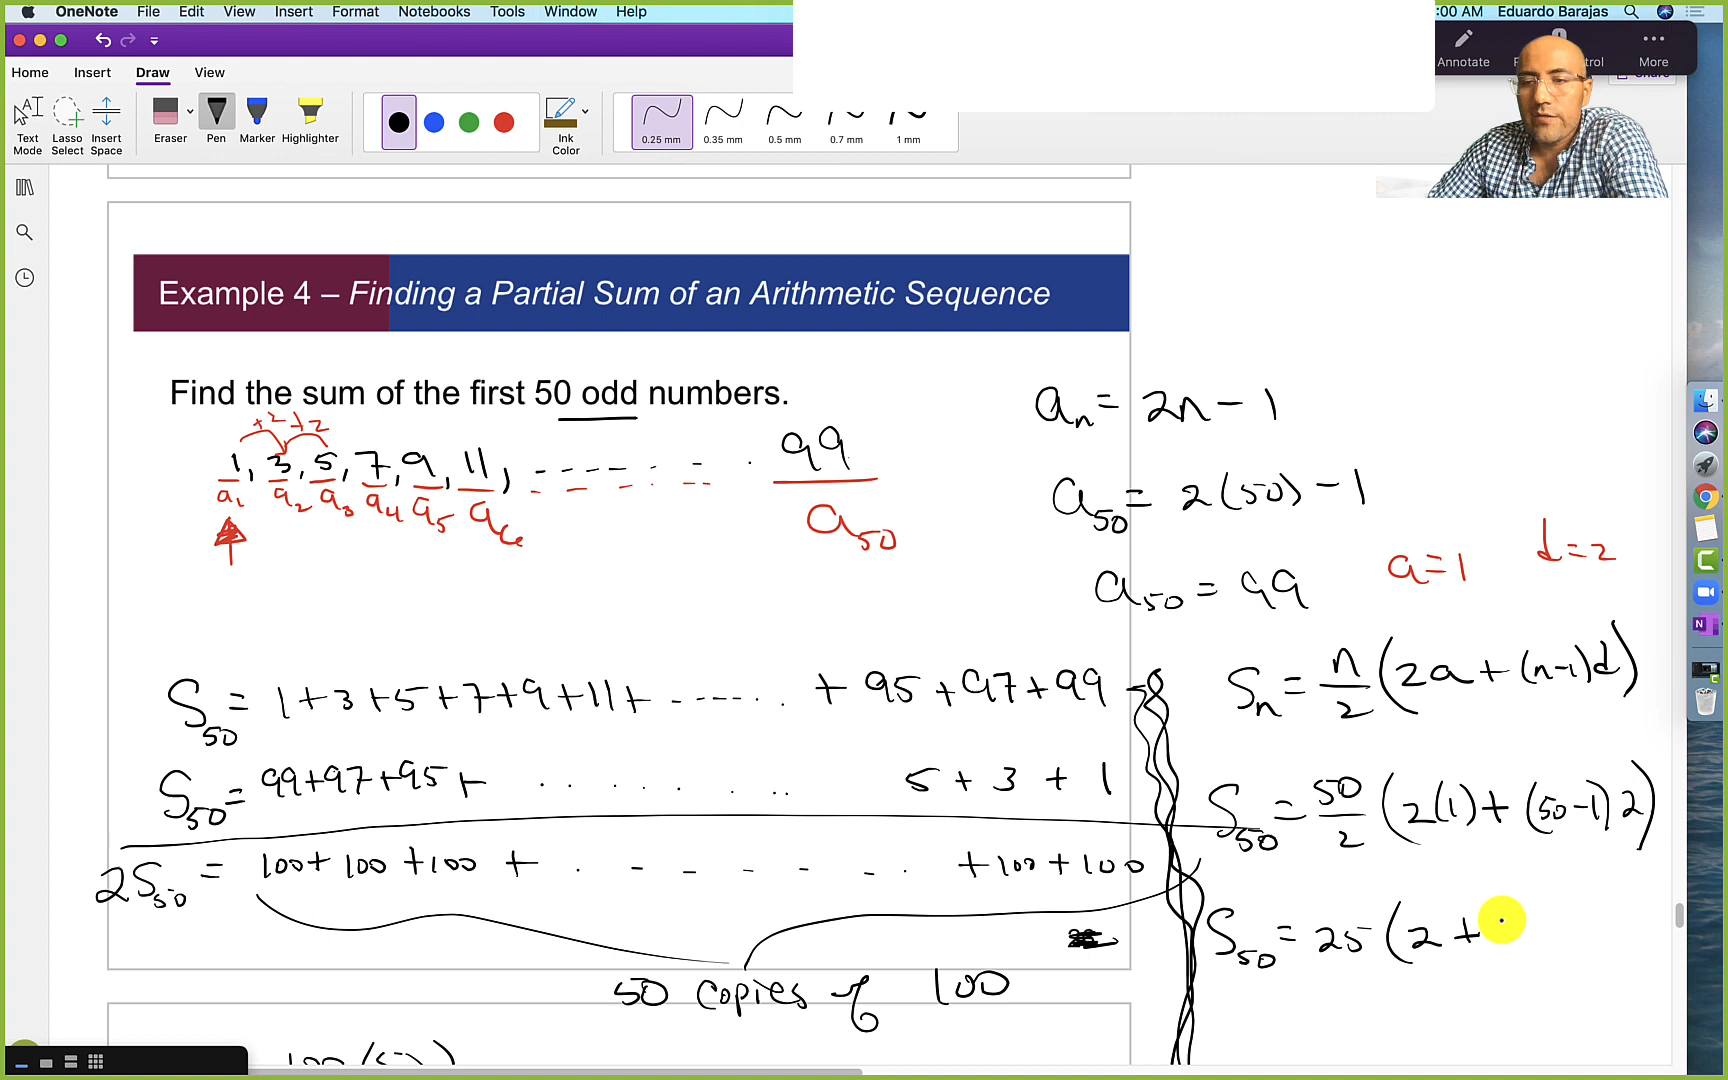 OneNote File Edit View Insert Format Notebooks Tools Window Help
:00 AM Eduardo Barajas
Annotate
More
Home Insert Draw View
Share
Text Mode
Lasso Select
Insert Space
Eraser
Pen
Marker
Highlighter
Ink Color
0.25 mm 0.35 mm 0.5 mm 0.7 mm 1 mm
Example 4 – Finding a Partial Sum of an Arithmetic Sequence
Find the sum of the first 50 odd numbers.
+2 +2
1, 3, 5, 7, 9, 11, ------ 99
a₁ a₂ a₃ a₄ a₅ a₆ a₅₀
aₙ = 2n - 1
a₅₀ = 2(50) - 1
a₅₀ = 99
a=1 d=2
S₅₀ = 1+3+5+7+9+11+ ------ + 95 + 97 + 99
S₅₀ = 99+97+95+ ...... 5 + 3 + 1
2S₅₀ = 100+100+100 + ------ +100+100
50 copies of 100
Sₙ = n/2 (2a + (n-1)d)
S₅₀ = 50/2 (2(1) + (50-1)2)
S₅₀ = 25 (2 +